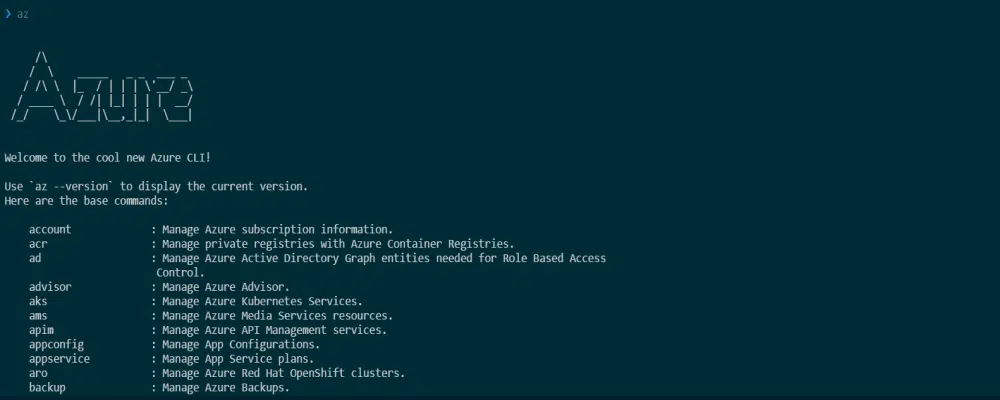 ❯ az
Azure
Welcome to the cool new Azure CLI!
Use `az --version` to display the current version.
Here are the base commands:
account : Manage Azure subscription information.
acr : Manage private registries with Azure Container Registries.
ad : Manage Azure Active Directory Graph entities needed for Role Based Access
Control.
advisor : Manage Azure Advisor.
aks : Manage Azure Kubernetes Services.
ams : Manage Azure Media Services resources.
apim : Manage Azure API Management services.
appconfig : Manage App Configurations.
appservice : Manage App Service plans.
aro : Manage Azure Red Hat OpenShift clusters.
backup : Manage Azure Backups.